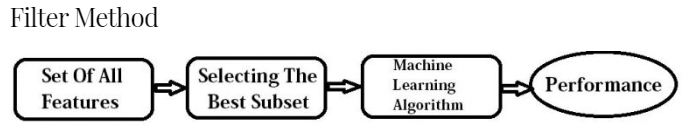 Filter Method
Set Of All
Features
Selecting The
Best Subset
Machine
Learning
Algorithm
Performance